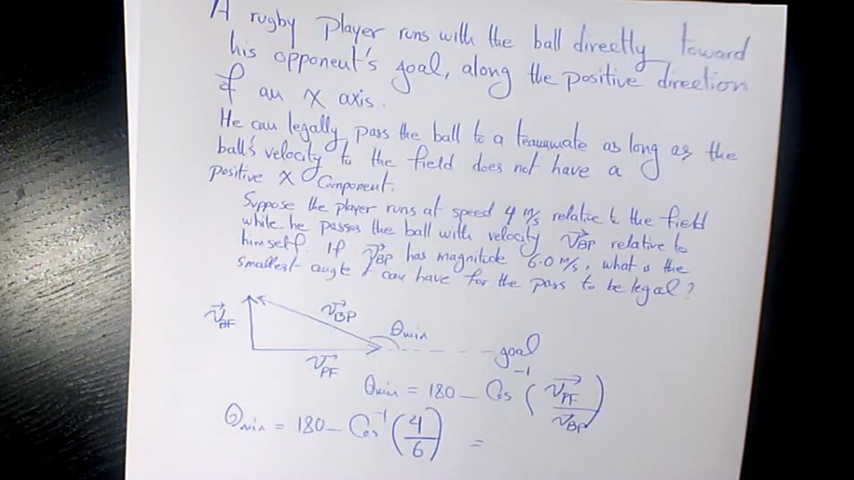 A rugby player runs with the ball directly toward
his opponent's goal, along the positive direction
of an x axis.
He can legally pass the ball to a teammate as long as the
ball's velocity to the field does not have a
positive x component.
Suppose the player runs at speed 4 m/s relative to the field
while he passes the ball with velocity V⃗BP relative to
himself. If V⃗BP has magnitude 6.0 m/s, what is the
smallest angle it can have for the pass to be legal?
V⃗BF
V⃗BP
θmin
goal
V⃗PF
θmin = 180 - Cos⁻¹ (V⃗PF / V⃗BP)
θmin = 180 - Cos⁻¹ (4/6) =